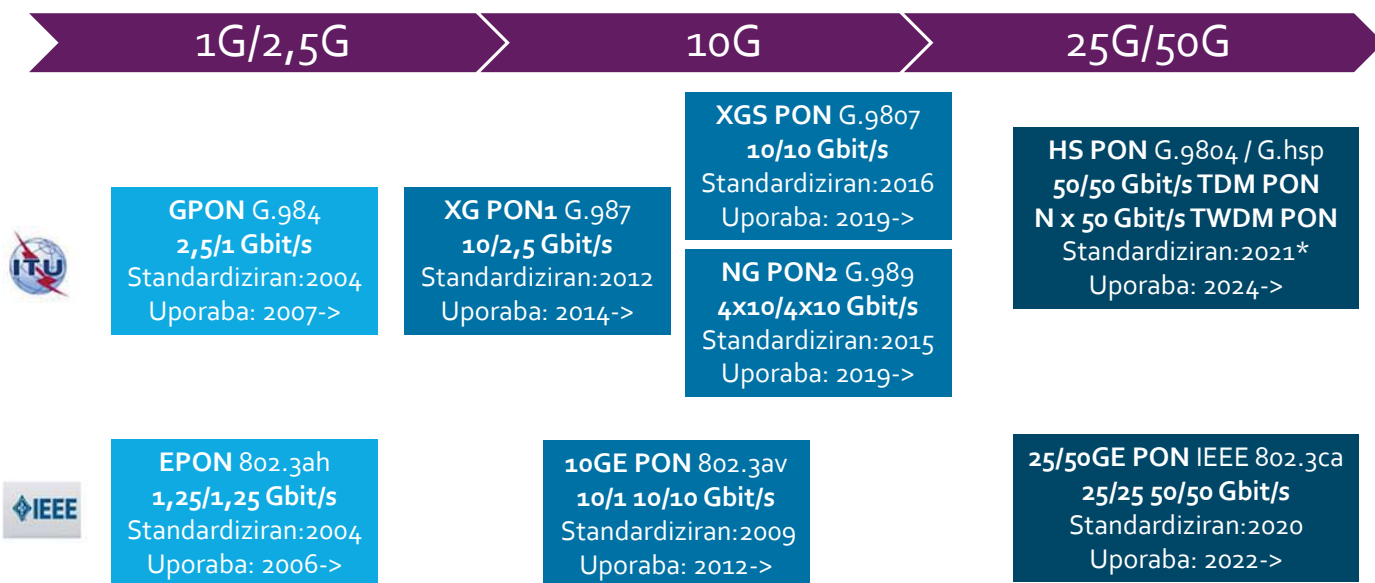 1G/2,5G
10G
25G/50G
XGS PON G.9807
10/10 Gbit/s
Standardiziran:2016
Uporaba: 2019->
HS PON G.9804 / G.hsp
50/50 Gbit/s TDM PON
N x 50 Gbit/s TWDM PON
Standardiziran:2021*
Uporaba: 2024->
ITU
GPON G.984
2,5/1 Gbit/s
Standardiziran:2004
Uporaba: 2007->
XG PON1 G.987
10/2,5 Gbit/s
Standardiziran:2012
Uporaba: 2014->
NG PON2 G.989
4x10/4x10 Gbit/s
Standardiziran:2015
Uporaba: 2019->
IEEE
EPON 802.3ah
1,25/1,25 Gbit/s
Standardiziran:2004
Uporaba: 2006->
10GE PON 802.3av
10/1 10/10 Gbit/s
Standardiziran:2009
Uporaba: 2012->
25/50GE PON IEEE 802.3ca
25/25 50/50 Gbit/s
Standardiziran:2020
Uporaba: 2022->